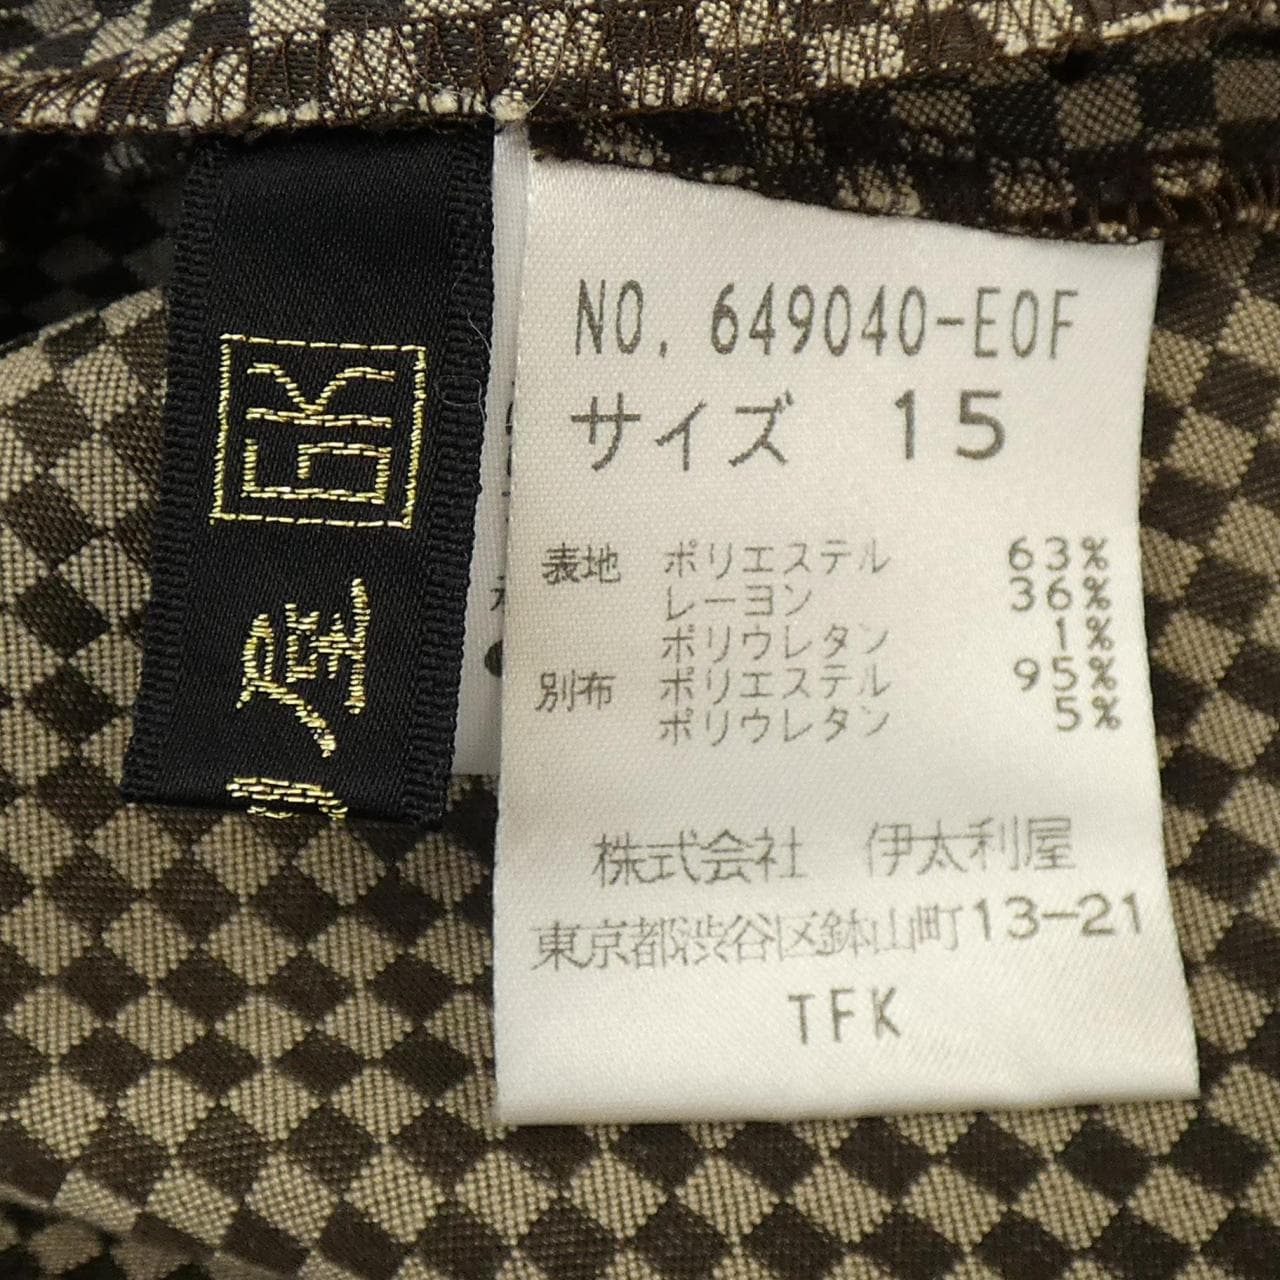 GK
屋
NO. 649040-E0F
サイズ 15
表地 ポリエステル 63%
レーヨン 36%
ポリウレタン 1%
別布 ポリエステル 95%
ポリウレタン 5%
株式会社 伊太利屋
東京都渋谷区鉢山町13-21
TFK